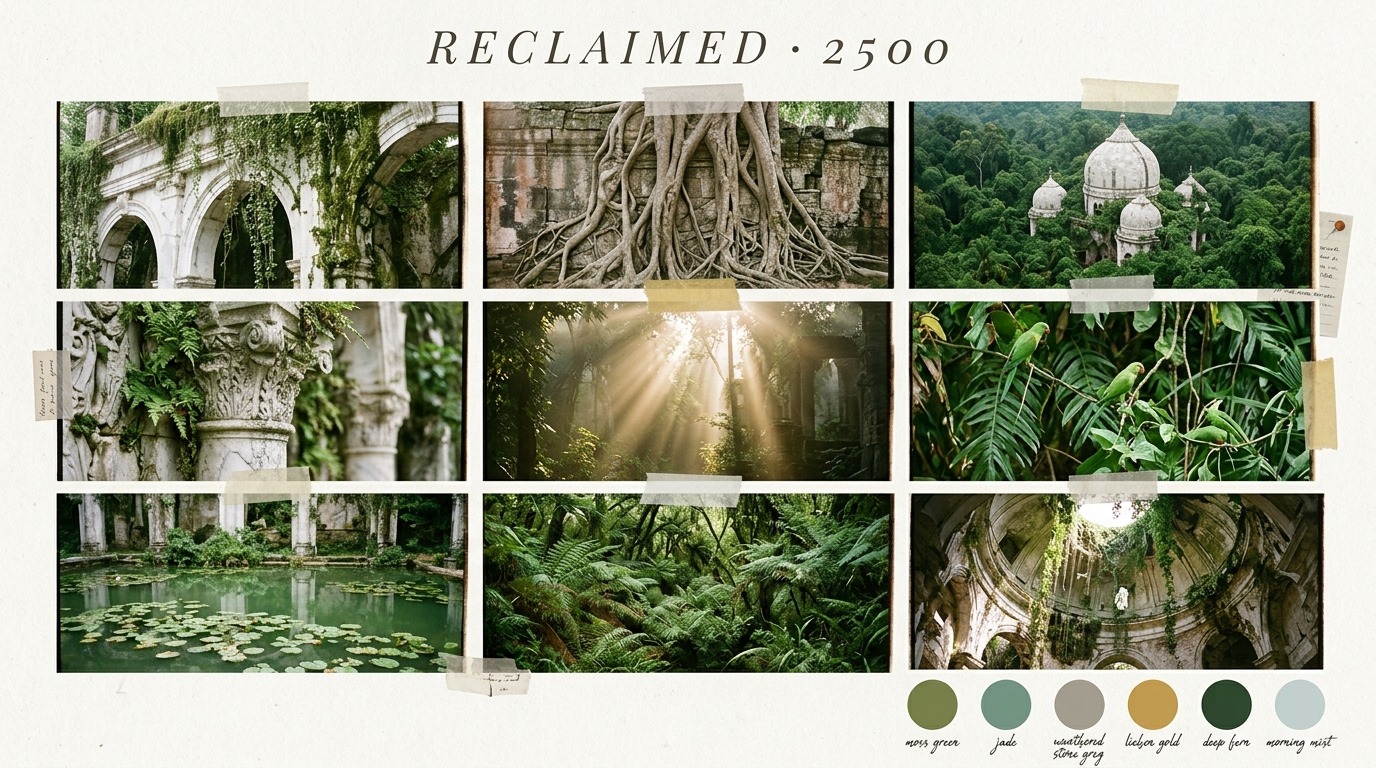 RECLAIMED · 2500
moss green
jade
weathered
stone grey
lichen gold
deep fern
morning mist